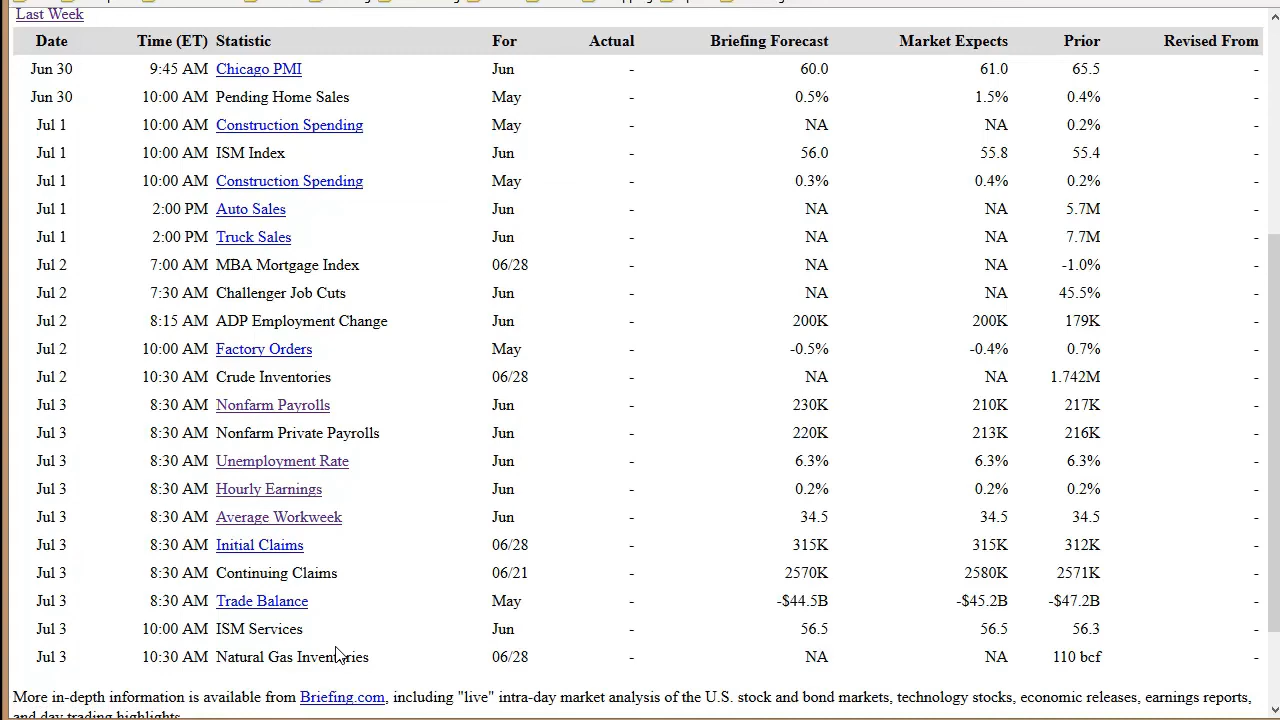 Last Week
Date Time (ET) Statistic For Actual Briefing Forecast Market Expects Prior Revised From
Jun 30 9:45 AM Chicago PMI Jun - 60.0 61.0 65.5 -
Jun 30 10:00 AM Pending Home Sales May - 0.5% 1.5% 0.4% -
Jul 1 10:00 AM Construction Spending May - NA NA 0.2% -
Jul 1 10:00 AM ISM Index Jun - 56.0 55.8 55.4 -
Jul 1 10:00 AM Construction Spending May - 0.3% 0.4% 0.2% -
Jul 1 2:00 PM Auto Sales Jun - NA NA 5.7M -
Jul 1 2:00 PM Truck Sales Jun - NA NA 7.7M -
Jul 2 7:00 AM MBA Mortgage Index 06/28 - NA NA -1.0% -
Jul 2 7:30 AM Challenger Job Cuts Jun - NA NA 45.5% -
Jul 2 8:15 AM ADP Employment Change Jun - 200K 200K 179K -
Jul 2 10:00 AM Factory Orders May - -0.5% -0.4% 0.7% -
Jul 2 10:30 AM Crude Inventories 06/28 - NA NA 1.742M -
Jul 3 8:30 AM Nonfarm Payrolls Jun - 230K 210K 217K -
Jul 3 8:30 AM Nonfarm Private Payrolls Jun - 220K 213K 216K -
Jul 3 8:30 AM Unemployment Rate Jun - 6.3% 6.3% 6.3% -
Jul 3 8:30 AM Hourly Earnings Jun - 0.2% 0.2% 0.2% -
Jul 3 8:30 AM Average Workweek Jun - 34.5 34.5 34.5 -
Jul 3 8:30 AM Initial Claims 06/28 - 315K 315K 312K -
Jul 3 8:30 AM Continuing Claims 06/21 - 2570K 2580K 2571K -
Jul 3 8:30 AM Trade Balance May - -$44.5B -$45.2B -$47.2B -
Jul 3 10:00 AM ISM Services Jun - 56.5 56.5 56.3 -
Jul 3 10:30 AM Natural Gas Inventories 06/28 - NA NA 110 bcf -
More in-depth information is available from Briefing.com, including "live" intra-day market analysis of the U.S. stock and bond markets, technology stocks, economic releases, earnings reports,
and day trading highlights